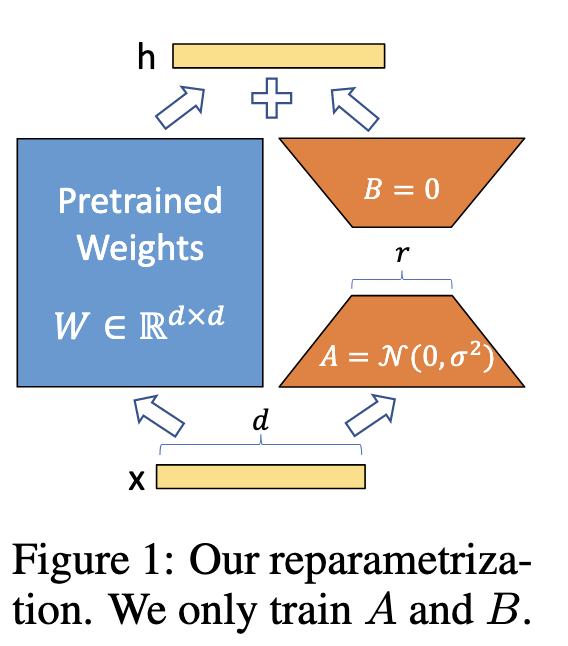 h
Pretrained
Weights
W ∈ ℝ^{d×d}
B = 0
r
A = 𝒩(0, σ²)
d
x
Figure 1: Our reparametriza-
tion. We only train A and B.